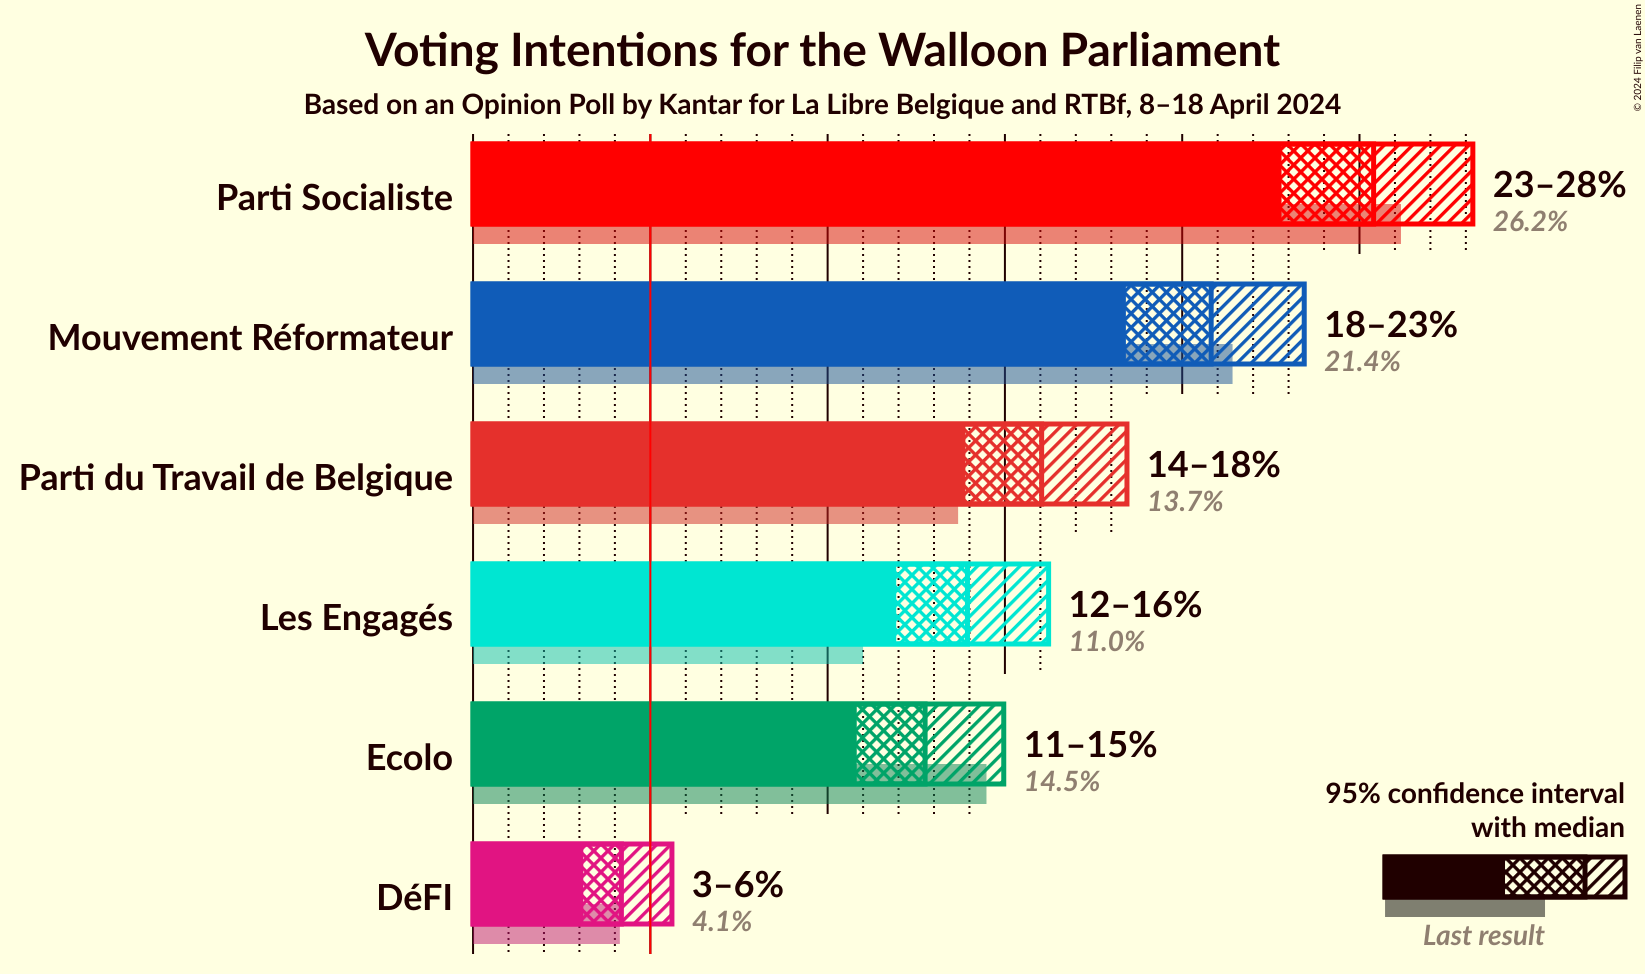 Voting Intentions for the Walloon Parliament
Based on an Opinion Poll by Kantar for La Libre Belgique and RTBf, 8–18 April 2024
© 2024 Filip van Laenen
Parti Socialiste
23–28%
26.2%
Mouvement Réformateur
18–23%
21.4%
Parti du Travail de Belgique
14–18%
13.7%
Les Engagés
12–16%
11.0%
Ecolo
11–15%
14.5%
DéFI
3–6%
4.1%
95% confidence interval
with median
Last result